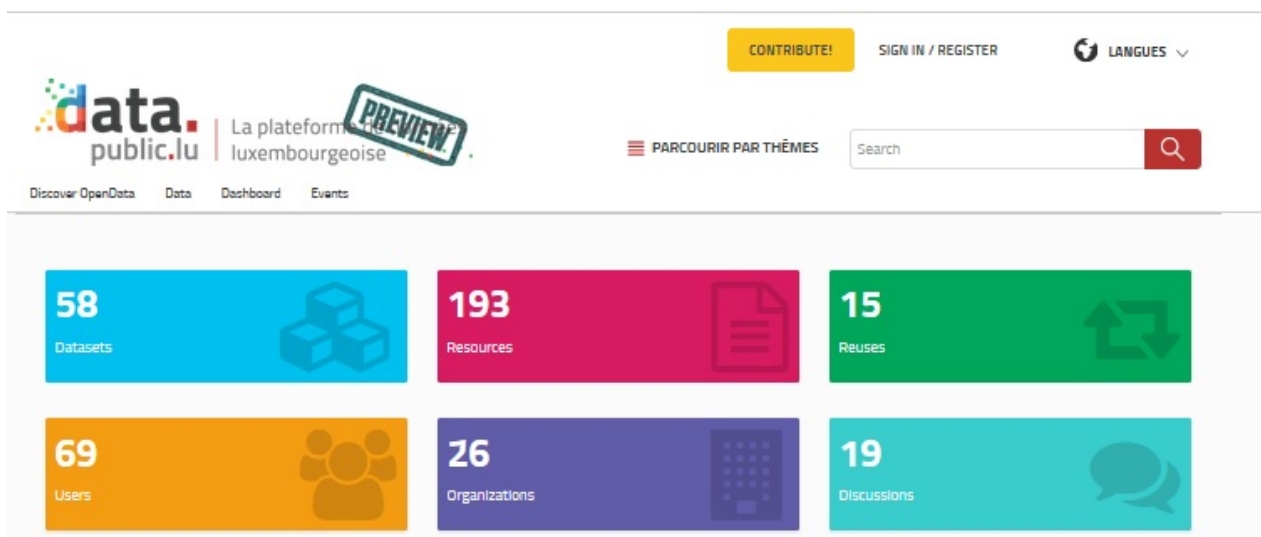 CONTRIBUTE!
SIGN IN / REGISTER
LANGUES
data.
public.lu
La plateforme
luxembourgeoise
PREVIEW
PARCOURIR PAR THÈMES
Search
Discover OpenData Data Dashboard Events
58
Datasets
193
Resources
15
Reuses
69
Users
26
Organizations
19
Discussions